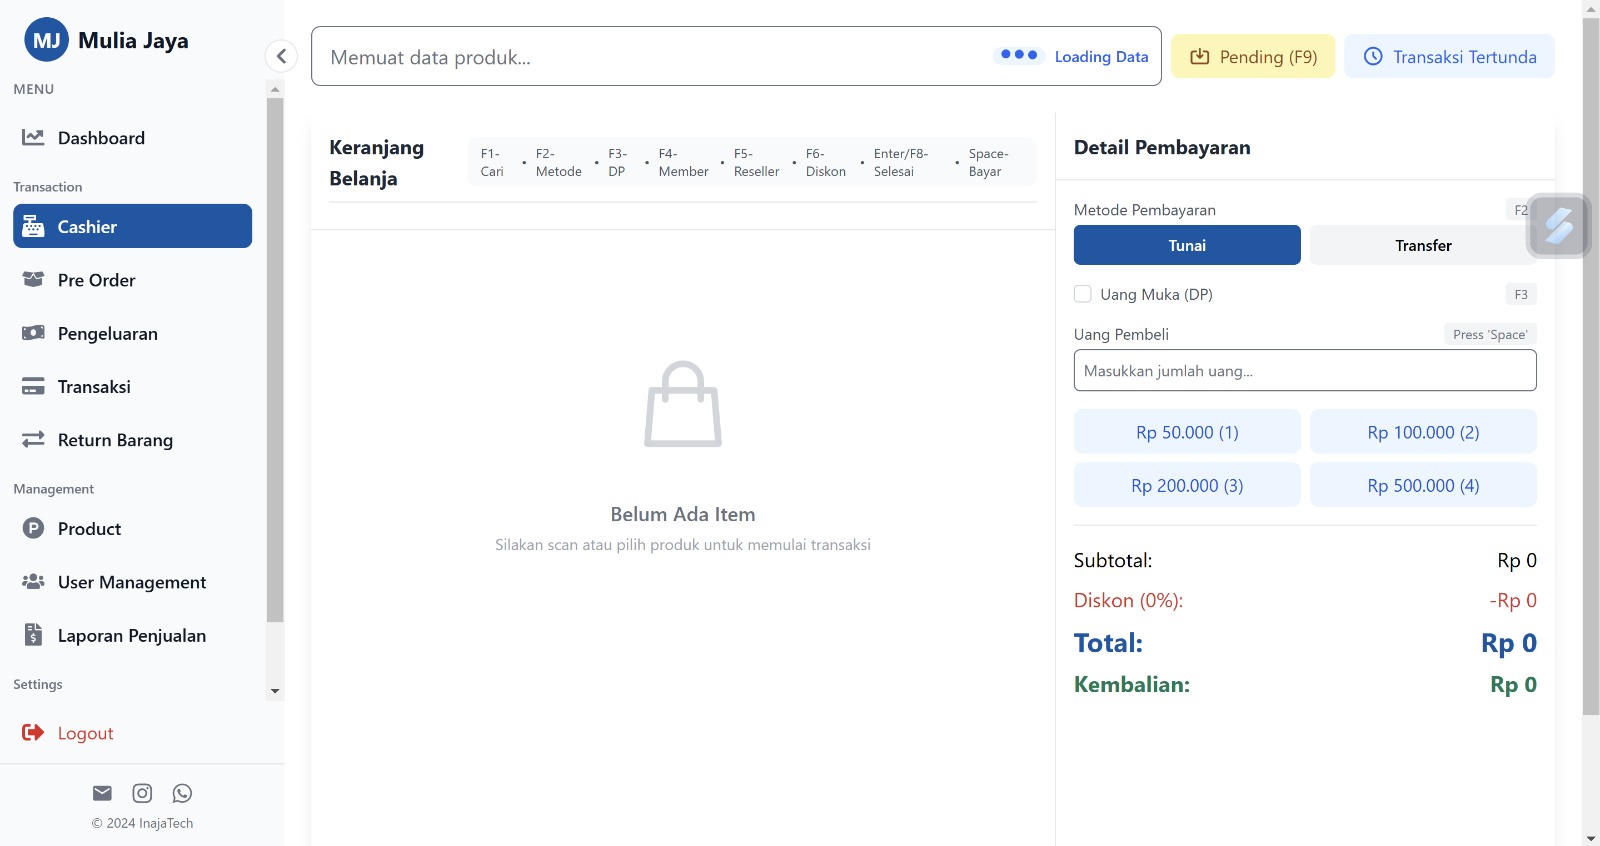 MJ Mulia Jaya
MENU
Dashboard
Transaction
Cashier
Pre Order
Pengeluaran
Transaksi
Return Barang
Management
Product
User Management
Laporan Penjualan
Settings
Logout
© 2024 InajaTech
Memuat data produk...
Loading Data
Pending (F9)
Transaksi Tertunda
Keranjang
Belanja
F1-
Cari
•
F2-
Metode
•
F3-
DP
•
F4-
Member
•
F5-
Reseller
•
F6-
Diskon
•
Enter/F8-
Selesai
•
Space-
Bayar
Belum Ada Item
Silakan scan atau pilih produk untuk memulai transaksi
Detail Pembayaran
Metode Pembayaran F2
Tunai Transfer
Uang Muka (DP) F3
Uang Pembeli Press 'Space'
Masukkan jumlah uang...
Rp 50.000 (1) Rp 100.000 (2)
Rp 200.000 (3) Rp 500.000 (4)
Subtotal: Rp 0
Diskon (0%): -Rp 0
Total: Rp 0
Kembalian: Rp 0